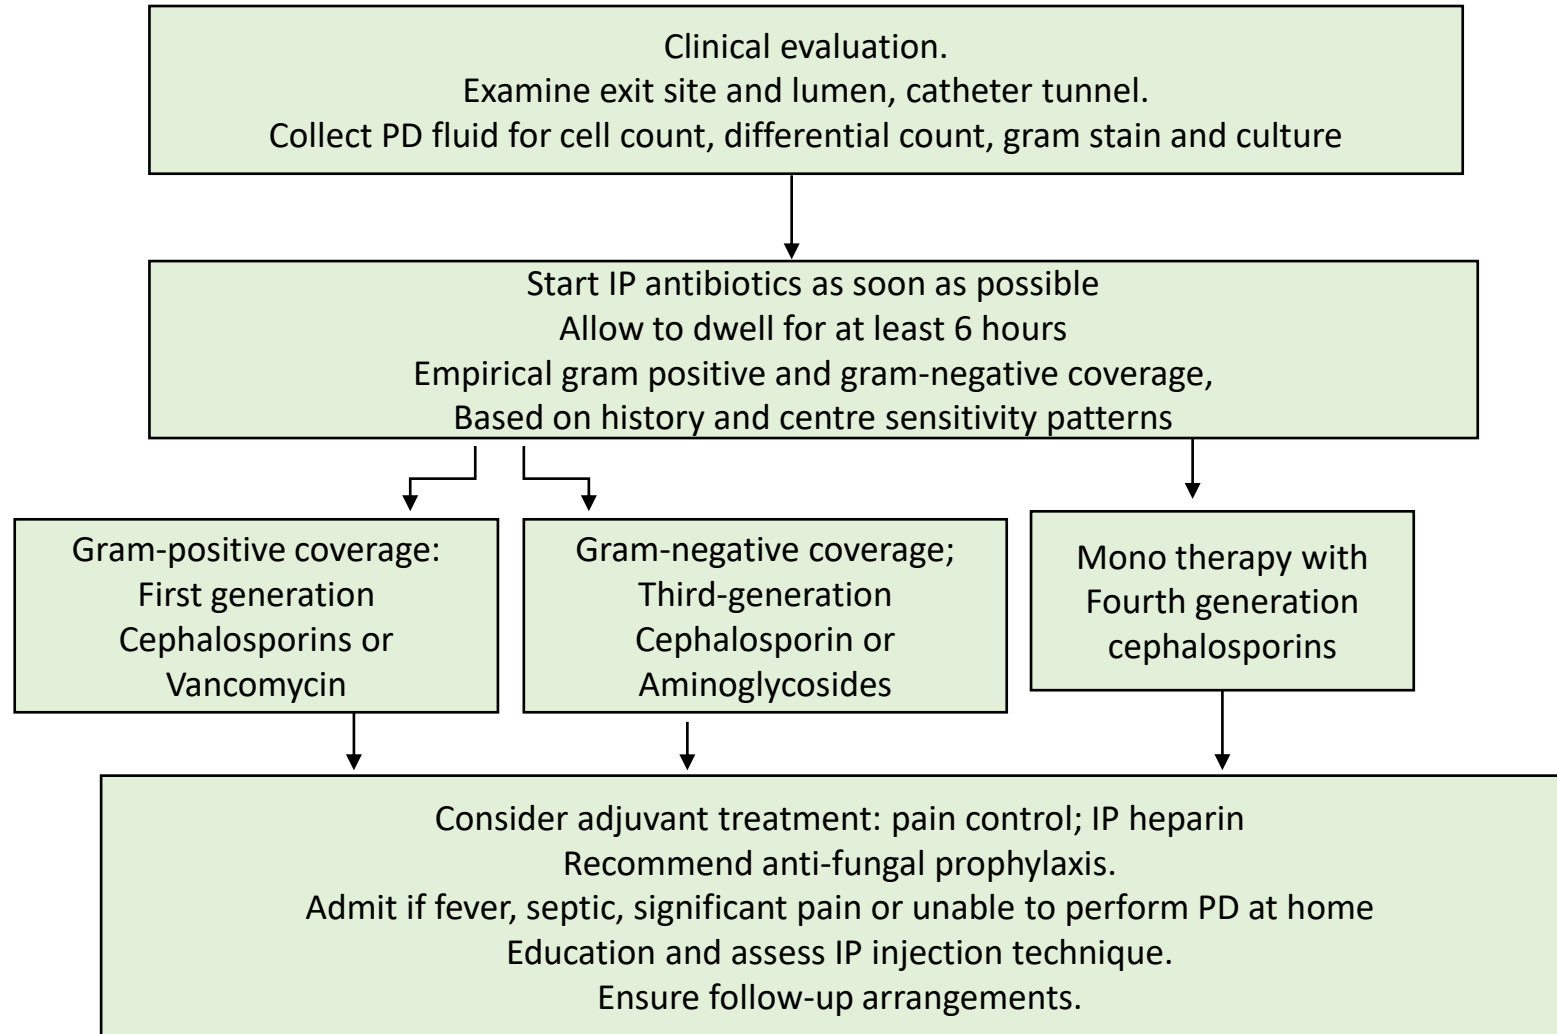 Clinical evaluation.
Examine exit site and lumen, catheter tunnel.
Collect PD fluid for cell count, differential count, gram stain and culture
Start IP antibiotics as soon as possible
Allow to dwell for at least 6 hours
Empirical gram positive and gram-negative coverage,
Based on history and centre sensitivity patterns
Gram-positive coverage:
First generation
Cephalosporins or
Vancomycin
Gram-negative coverage;
Third-generation
Cephalosporin or
Aminoglycosides
Mono therapy with
Fourth generation
cephalosporins
Consider adjuvant treatment: pain control; IP heparin
Recommend anti-fungal prophylaxis.
Admit if fever, septic, significant pain or unable to perform PD at home
Education and assess IP injection technique.
Ensure follow-up arrangements.